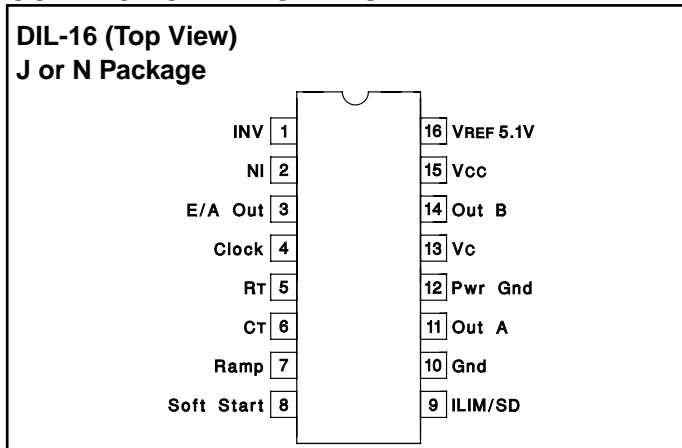 DIL-16 (Top View)
J or N Package
INV 1
NI 2
E/A Out 3
Clock 4
RT 5
CT 6
Ramp 7
Soft Start 8
16 VREF 5.1V
15 Vcc
14 Out B
13 Vc
12 Pwr Gnd
11 Out A
10 Gnd
9 ILIM/SD